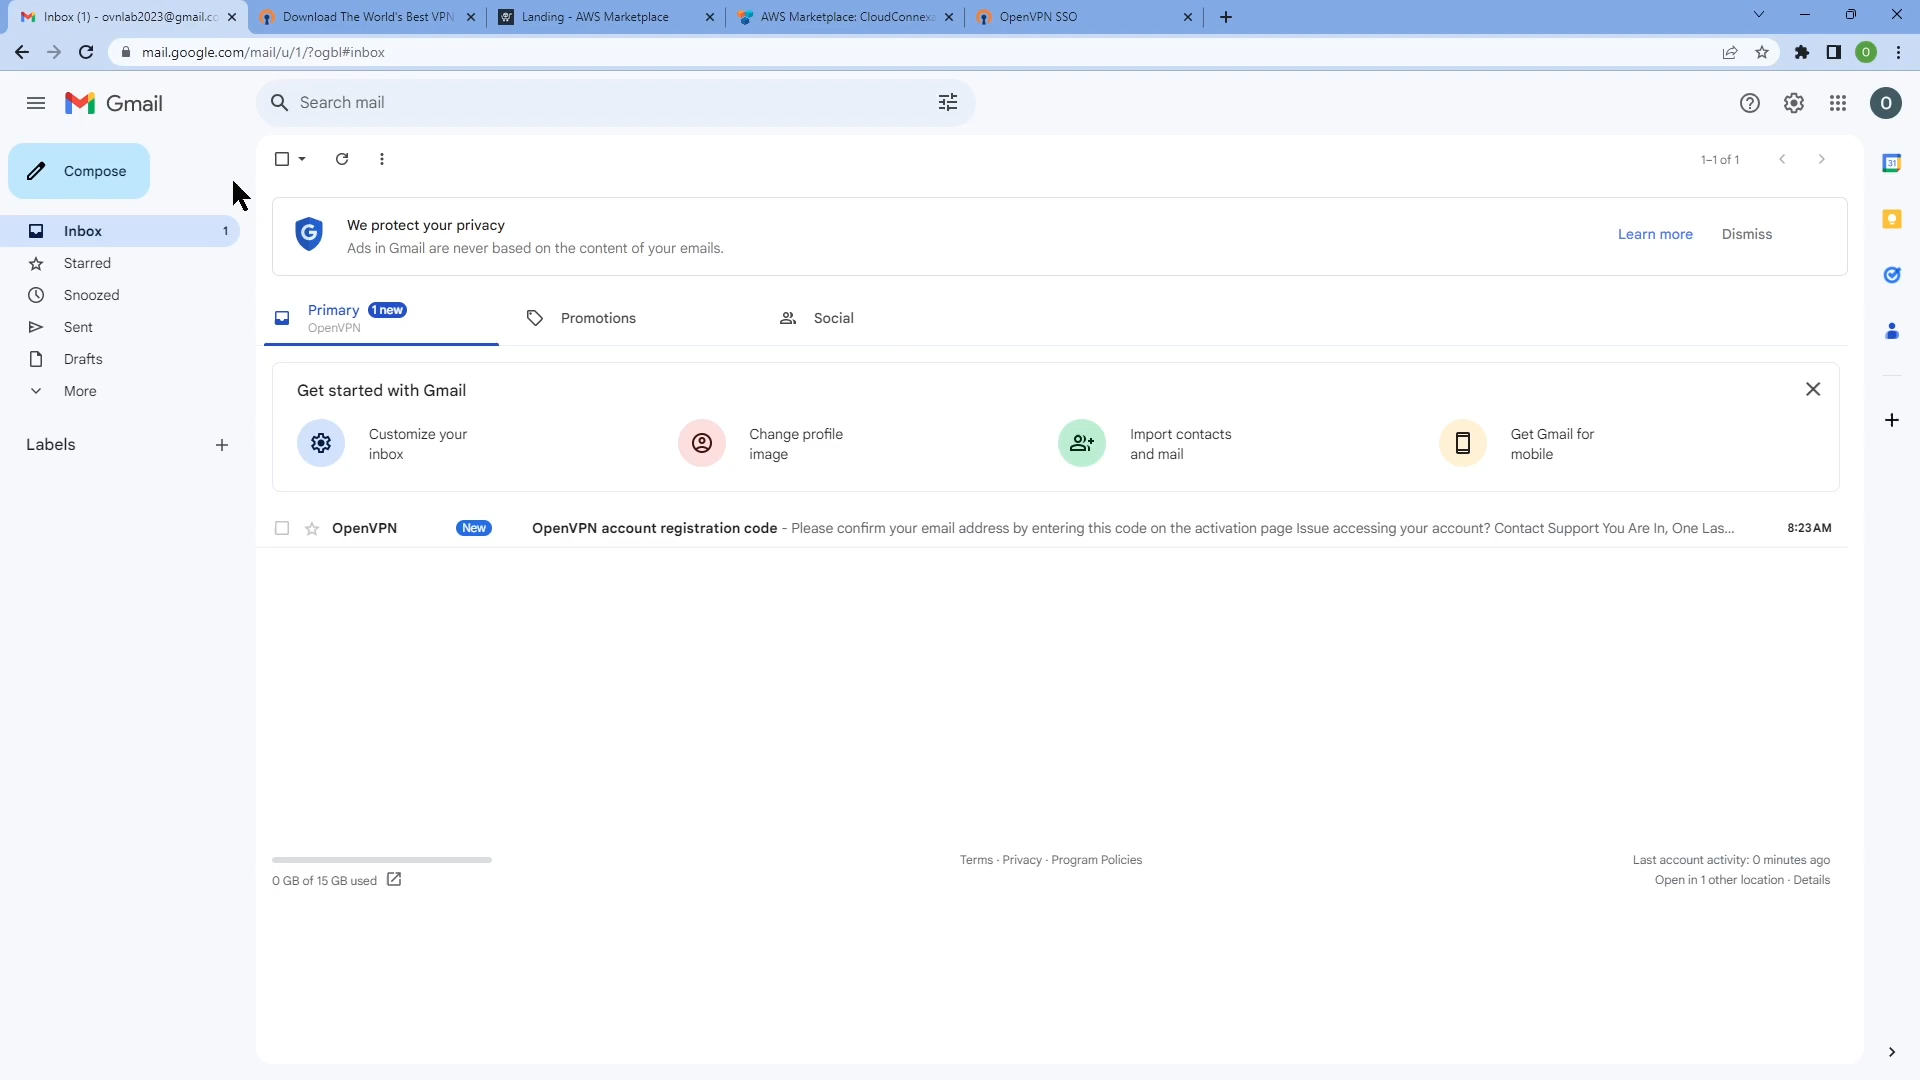 Inbox (1) - ovnlab2023@gmail.co
Download The World's Best VPN
Landing - AWS Marketplace
AWS Marketplace: CloudConnexa
OpenVPN SSO
mail.google.com/mail/u/1/?ogbl#inbox
O
Gmail
Search mail
O
Compose
1–1 of 1
31
Inbox 1
Starred
Snoozed
Sent
Drafts
More
Labels
G
We protect your privacy
Ads in Gmail are never based on the content of your emails.
Learn more
Dismiss
Primary 1 new
OpenVPN
Promotions
Social
Get started with Gmail
Customize your
inbox
Change profile
image
Import contacts
and mail
Get Gmail for
mobile
OpenVPN New OpenVPN account registration code - Please confirm your email address by entering this code on the activation page Issue accessing your account? Contact Support You Are In, One Las... 8:23 AM
0 GB of 15 GB used
Terms · Privacy · Program Policies
Last account activity: 0 minutes ago
Open in 1 other location · Details